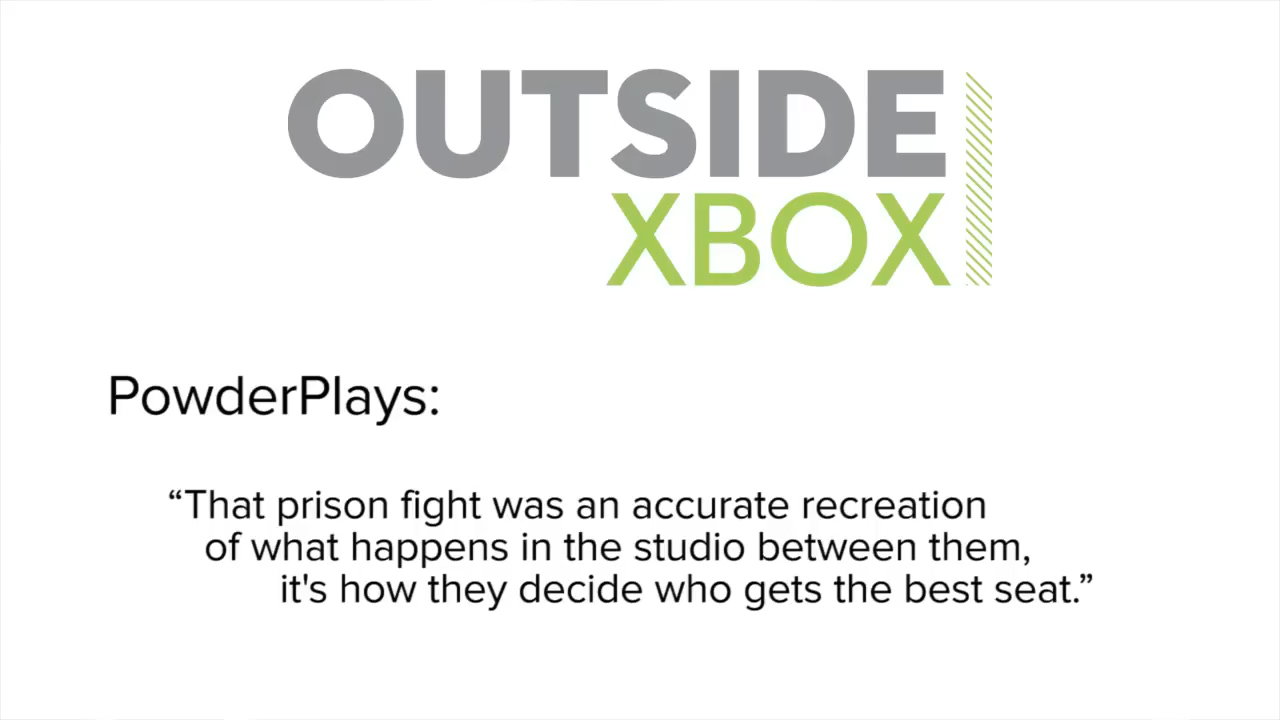 OUTSIDE
XBOX
PowderPlays:
“That prison fight was an accurate recreation
of what happens in the studio between them,
it's how they decide who gets the best seat.”